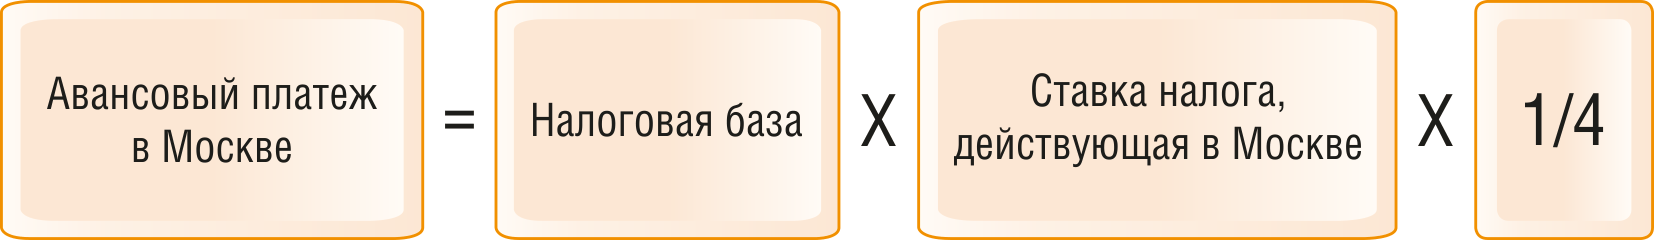 Авансовый платеж
в Москве
=
Налоговая база
X
Ставка налога,
действующая в Москве
X
1/4